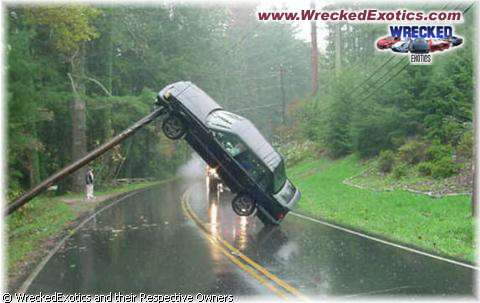 www.WreckedExotics.com
WRECKED
EXOTICS
© WreckedExotics and their Respective Owners